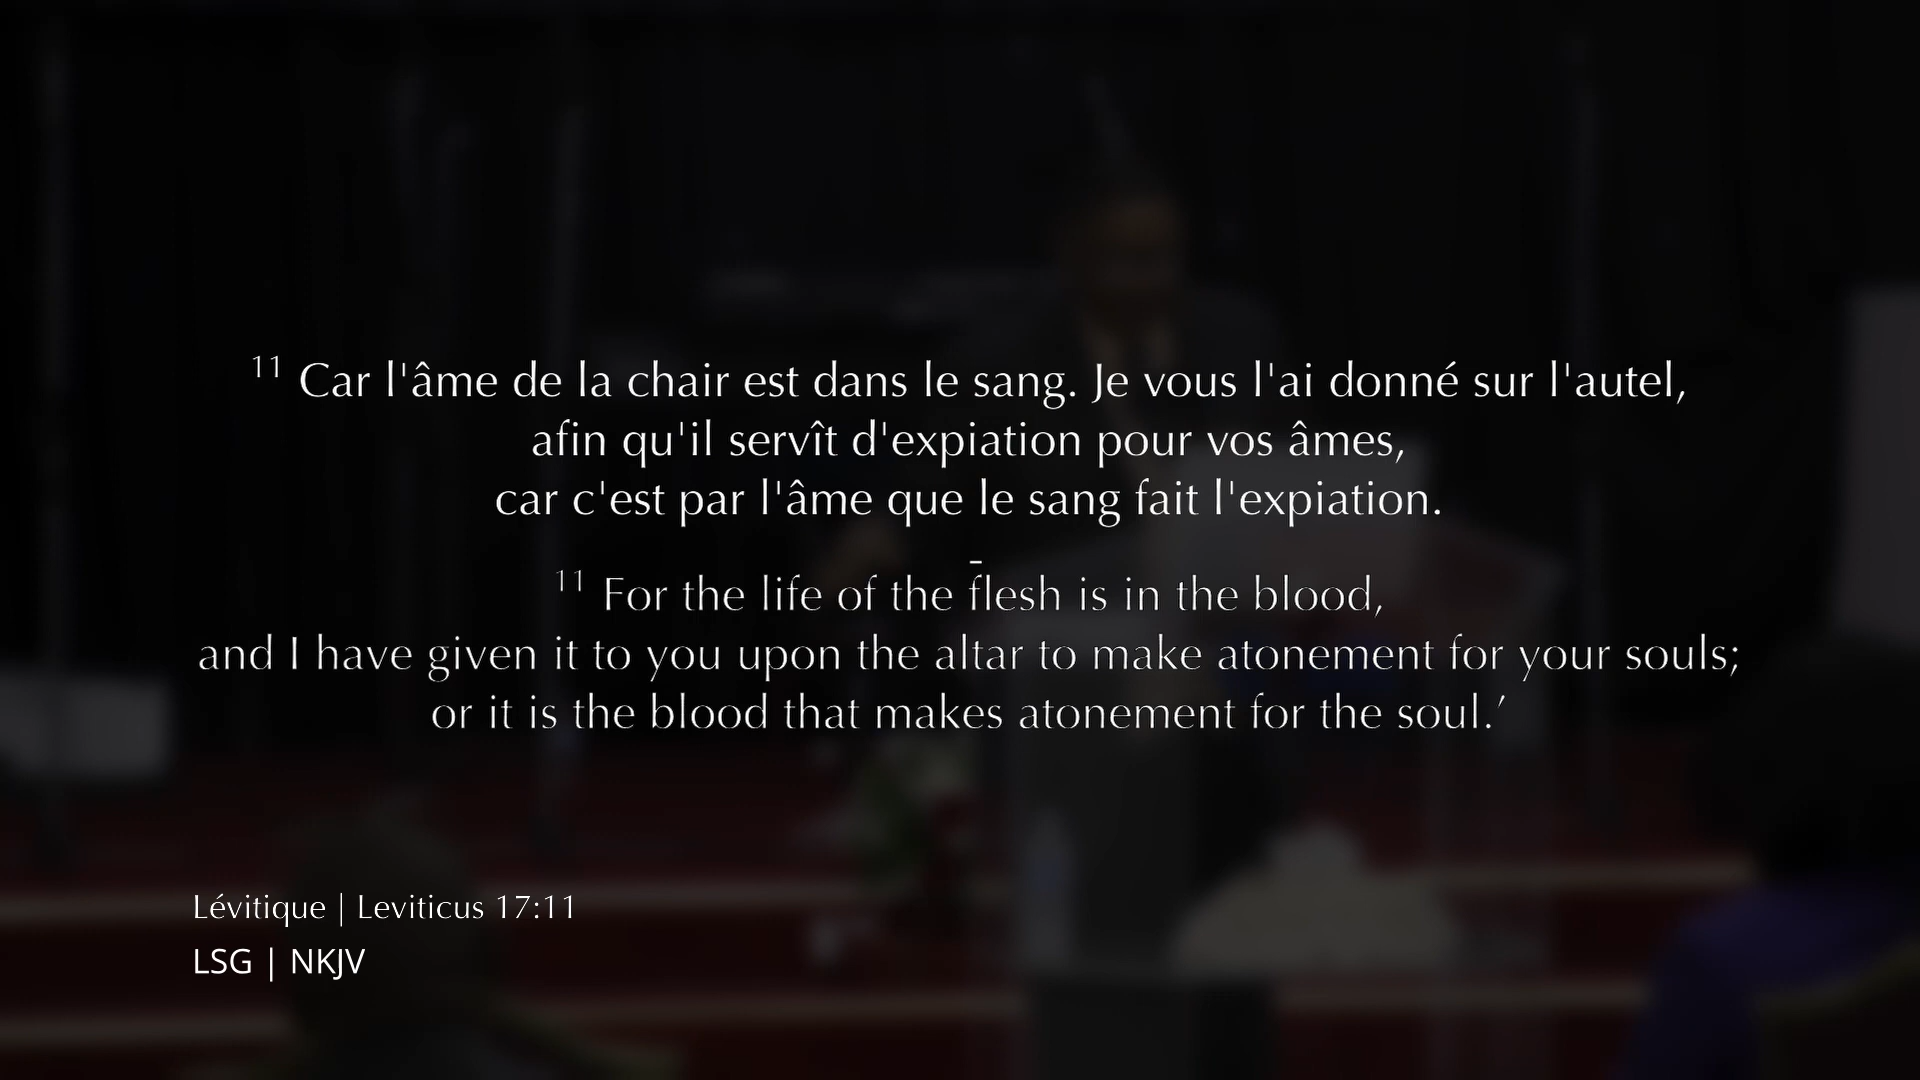 11 Car l'âme de la chair est dans le sang. Je vous l'ai donné sur l'autel,
afin qu'il servît d'expiation pour vos âmes,
car c'est par l'âme que le sang fait l'expiation.
-
11 For the life of the flesh is in the blood,
and I have given it to you upon the altar to make atonement for your souls;
or it is the blood that makes atonement for the soul.’
Lévitique | Leviticus 17:11
LSG | NKJV